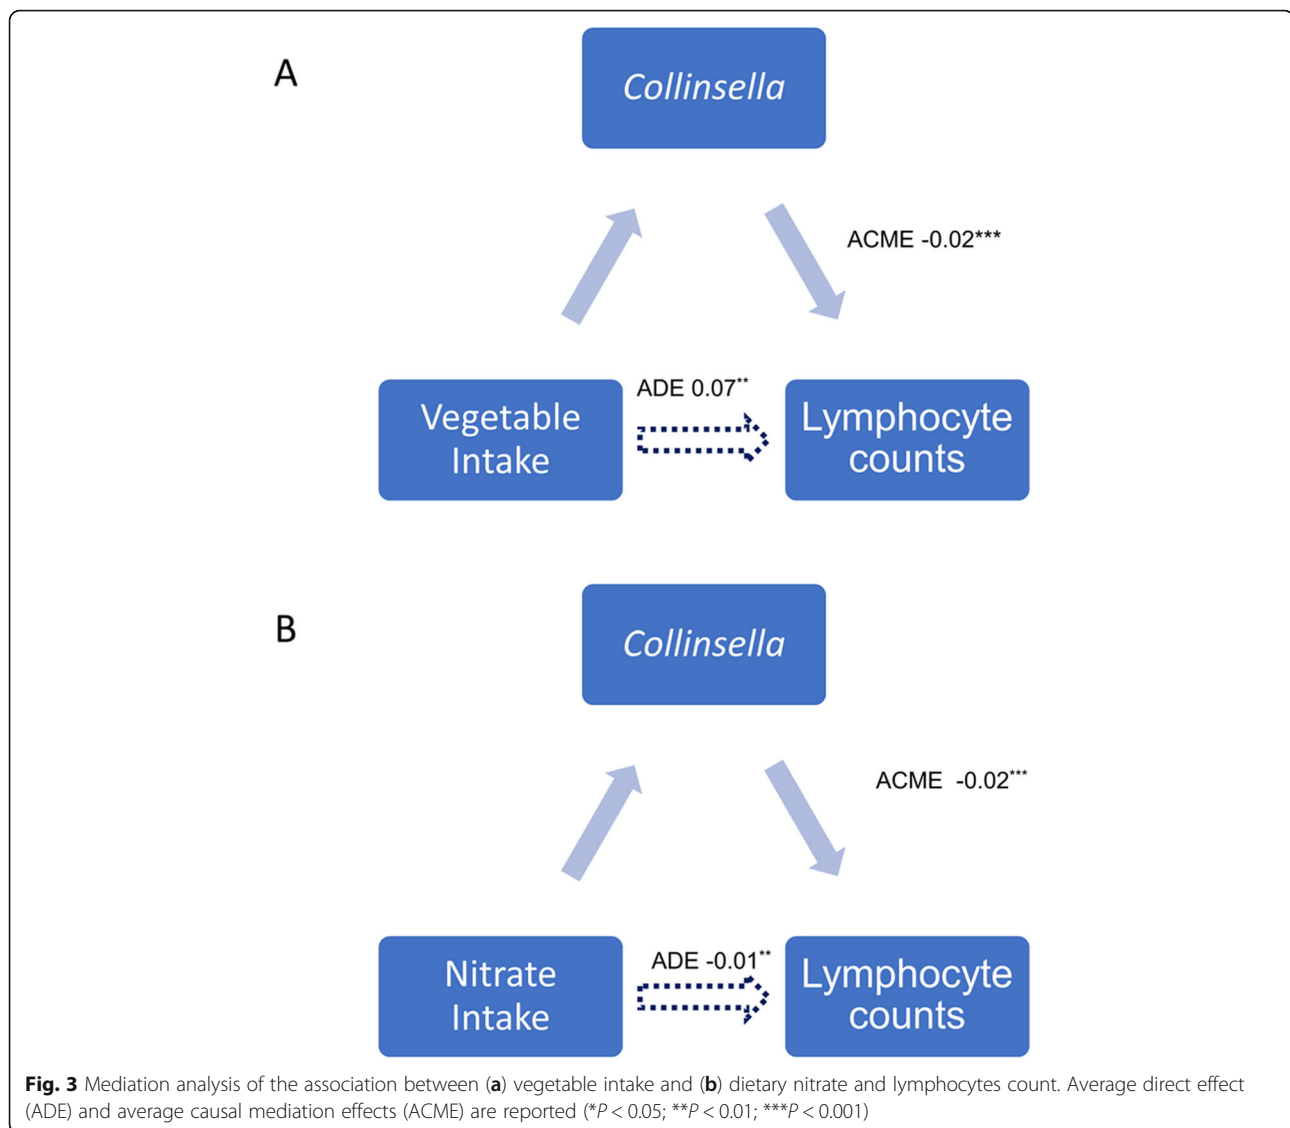 A
Collinsella
ACME -0.02***
ADE 0.07**
Vegetable
Intake
Lymphocyte
counts
B
Collinsella
ACME -0.02***
ADE -0.01**
Nitrate
Intake
Lymphocyte
counts
Fig. 3 Mediation analysis of the association between (a) vegetable intake and (b) dietary nitrate and lymphocytes count. Average direct effect
(ADE) and average causal mediation effects (ACME) are reported (*P < 0.05; **P < 0.01; ***P < 0.001)